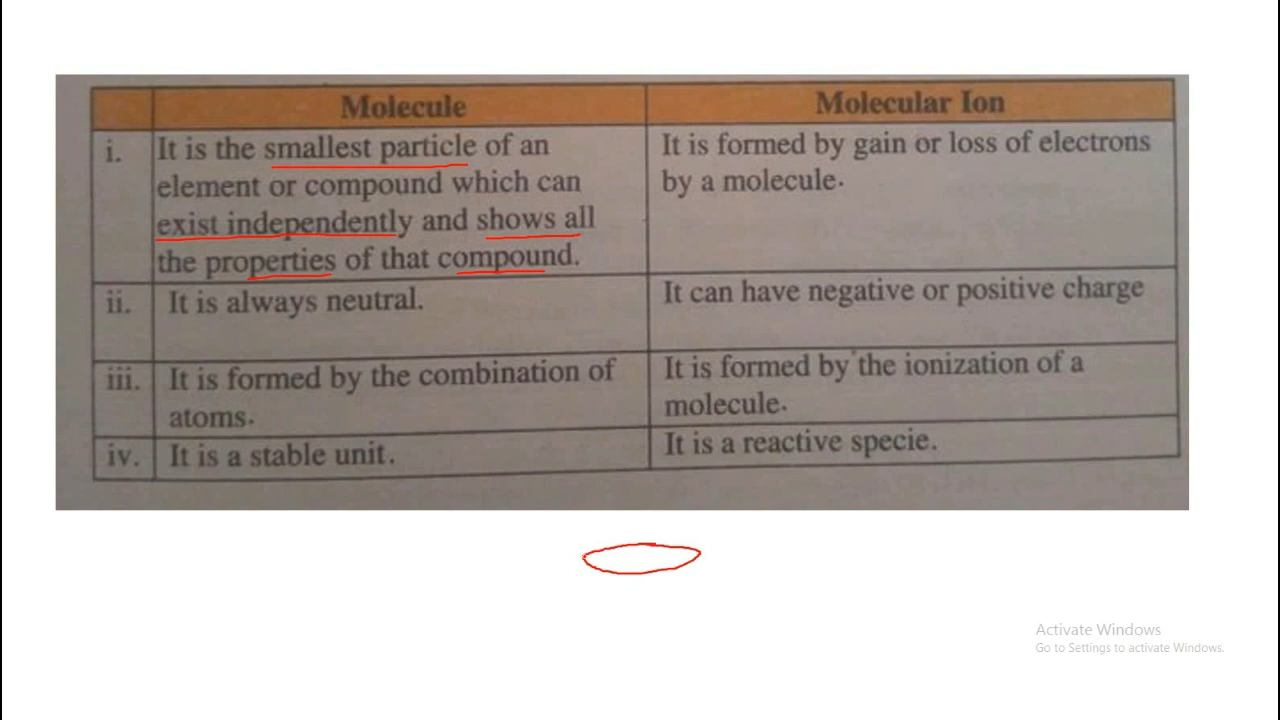 Molecule
Molecular Ion
i.
It is the smallest particle of an
element or compound which can
exist independently and shows all
the properties of that compound.
It is formed by gain or loss of electrons
by a molecule.
ii.
It is always neutral.
It can have negative or positive charge
iii.
It is formed by the combination of
atoms.
It is formed by the ionization of a
molecule.
iv.
It is a stable unit.
It is a reactive specie.
Activate Windows
Go to Settings to activate Windows.